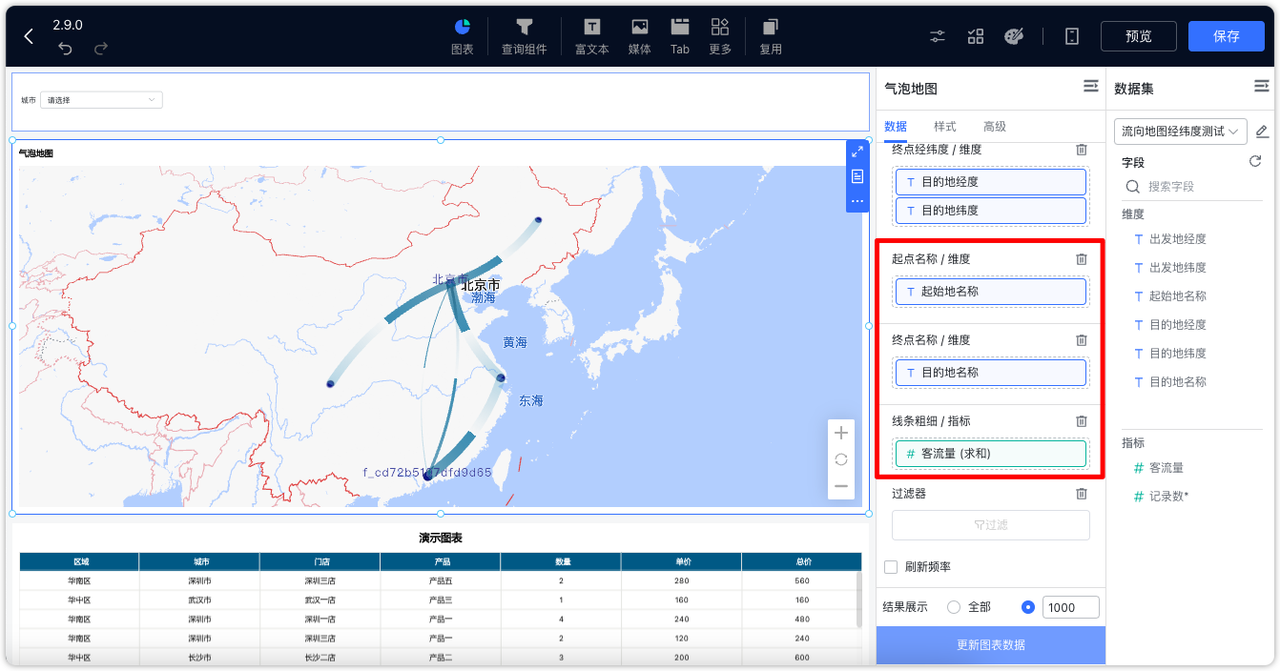 2.9.0
图表
查询组件
富文本
媒体
Tab
更多
复用
预览
保存
城市 请选择
气泡地图
北京市
北京市
渤海
黄海
东海
演示图表
区域 城市 门店 产品 数量 单价 总价
华南区 深圳市 深圳三店 产品五 2 280 560
华中区 武汉市 武汉一店 产品三 1 160 160
华南区 深圳市 深圳一店 产品一 4 240 480
华南区 深圳市 深圳三店 产品一 2 120 240
华中区 长沙市 长沙二店 产品二 3 200 600
气泡地图
数据 样式 高级
终点经纬度 / 维度
T 目的地经度
T 目的地纬度
起点名称 / 维度
T 起始地名称
终点名称 / 维度
T 目的地名称
线条粗细 / 指标
# 客流量 (求和)
过滤器
过滤
刷新频率
结果展示 全部 1000
更新图表数据
数据集
流向地图经纬度测试
字段
搜索字段
维度
T 出发地经度
T 出发地纬度
T 起始地名称
T 目的地经度
T 目的地纬度
T 目的地名称
指标
# 客流量
# 记录数*